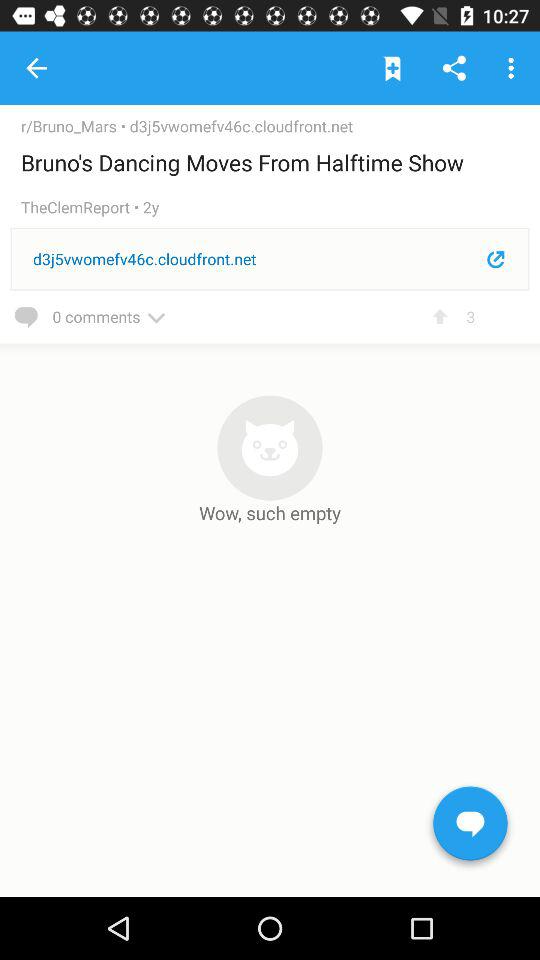 10:27
r/Bruno_Mars • d3j5vwomefv46c.cloudfront.net
Bruno's Dancing Moves From Halftime Show
TheClemReport • 2y
d3j5vwomefv46c.cloudfront.net
0 comments 3
Wow, such empty